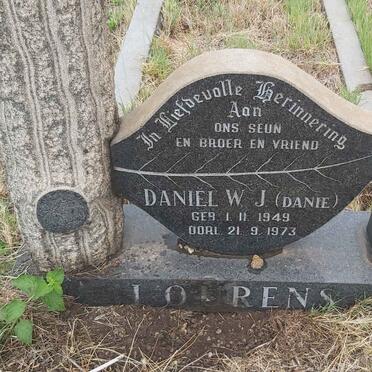 In Liefdevolle Herinnering
Aan
ONS SEUN
EN BROER EN VRIEND
DANIEL W. J. (DANIE)
GEB. 1. 11. 1949
OORL. 21. 9. 1973
LOURENS